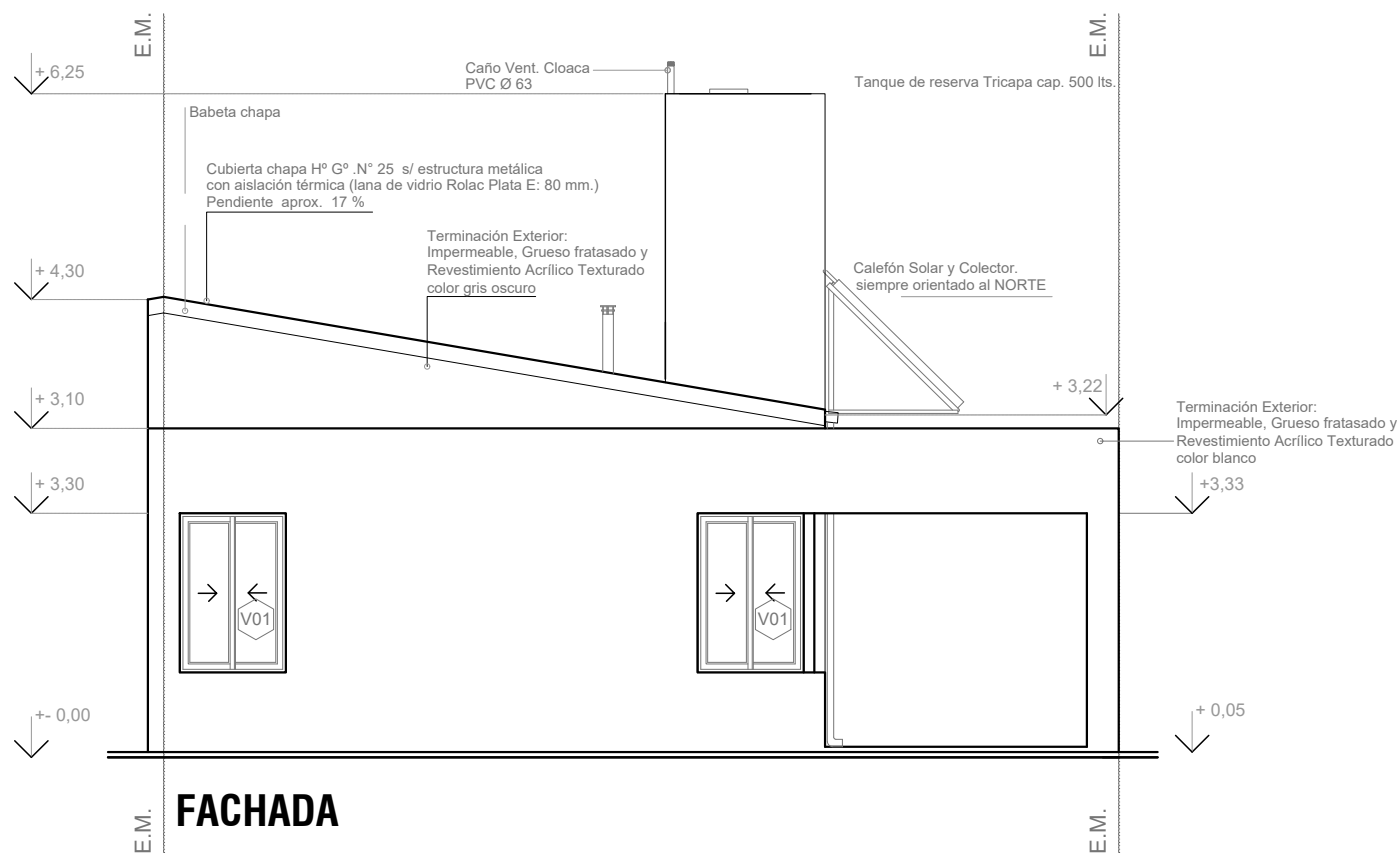 E.M.
E.M.
+ 6,25
Caño Vent. Cloaca
PVC Ø 63
Tanque de reserva Tricapa cap. 500 lts.
Babeta chapa
Cubierta chapa Hº Gº .N° 25 s/ estructura metálica
con aislación térmica (lana de vidrio Rolac Plata E: 80 mm.)
Pendiente aprox. 17 %
Terminación Exterior:
Impermeable, Grueso fratasado y
Revestimiento Acrílico Texturado
color gris oscuro
+ 4,30
Calefón Solar y Colector.
siempre orientado al NORTE
+ 3,10
+ 3,22
Terminación Exterior:
Impermeable, Grueso fratasado y
Revestimiento Acrílico Texturado
color blanco
+ 3,30
+3,33
V01
V01
+- 0,00
+ 0,05
FACHADA
E.M.
E.M.